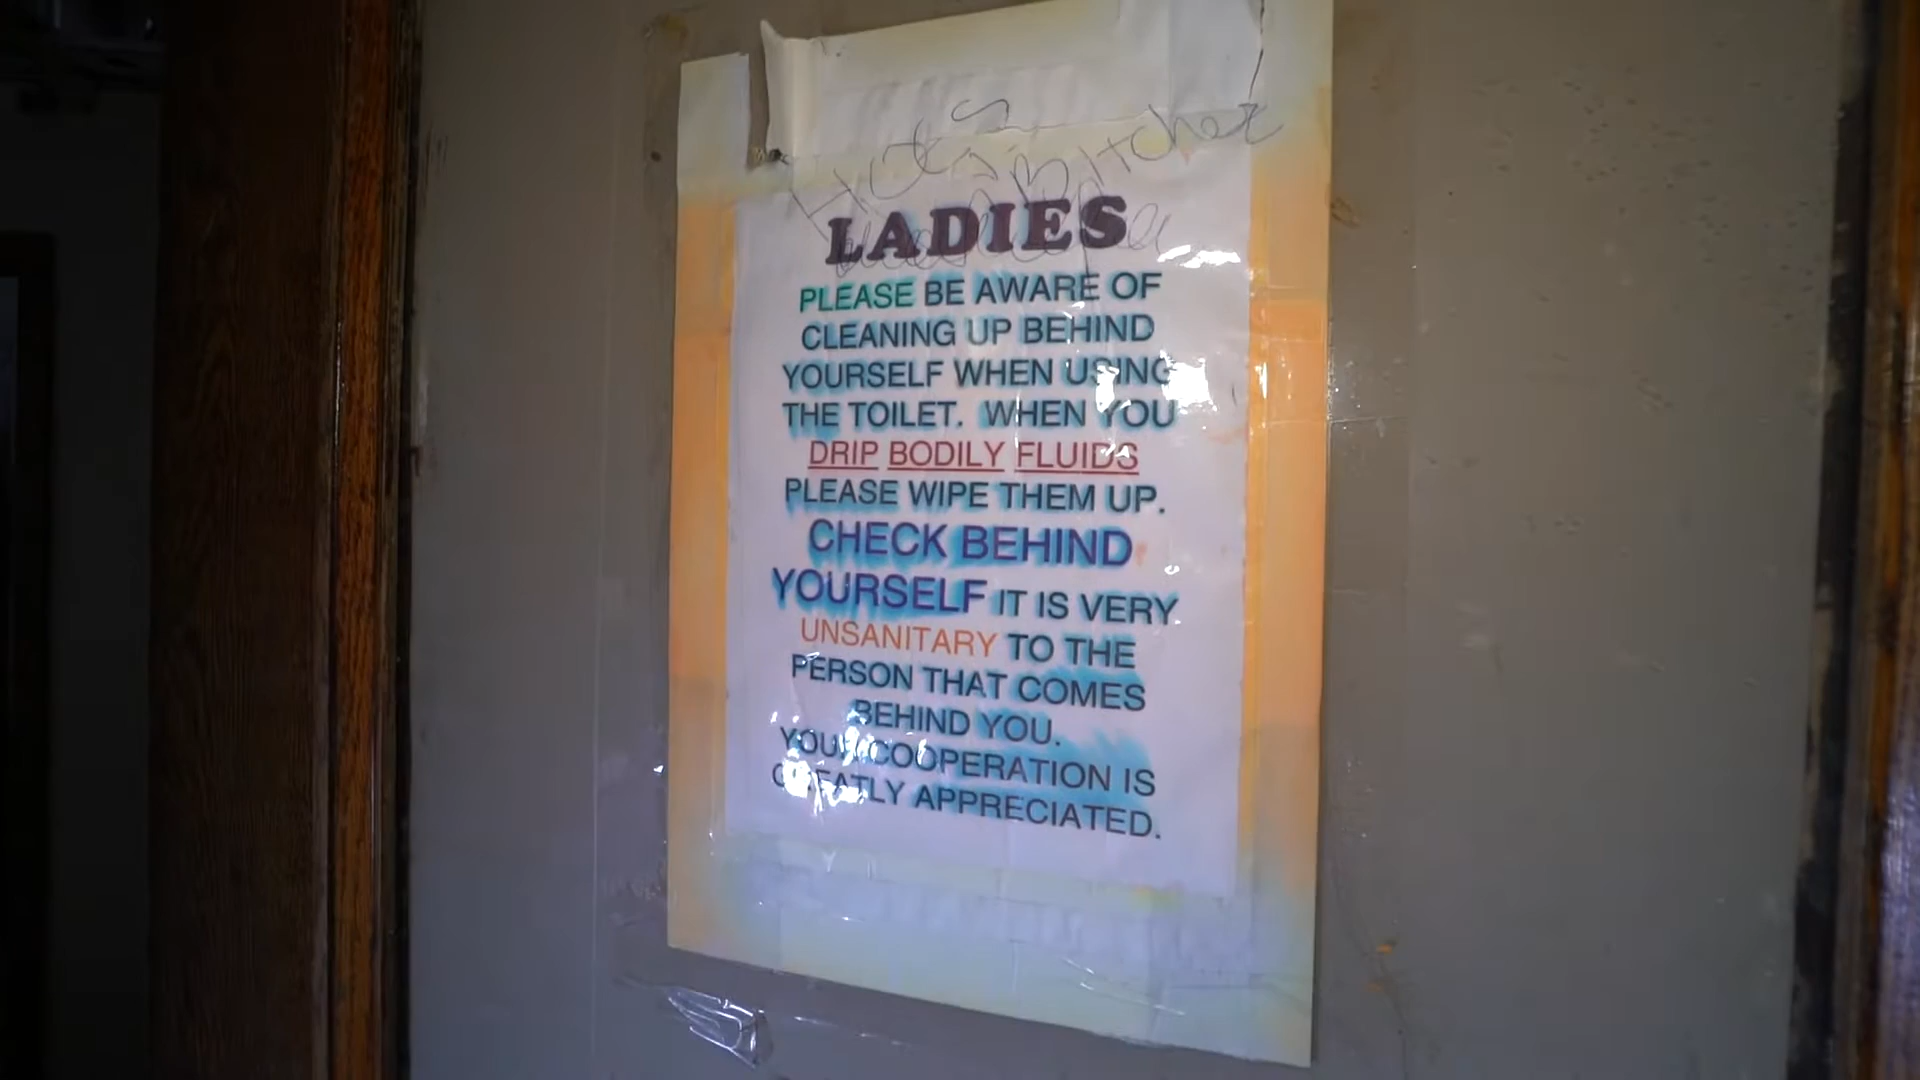 LADIES
PLEASE BE AWARE OF
CLEANING UP BEHIND
YOURSELF WHEN USING
THE TOILET. WHEN YOU
DRIP BODILY FLUIDS
PLEASE WIPE THEM UP.
CHECK BEHIND
YOURSELF IT IS VERY
UNSANITARY TO THE
PERSON THAT COMES
BEHIND YOU.
YOUR COOPERATION IS
GREATLY APPRECIATED.